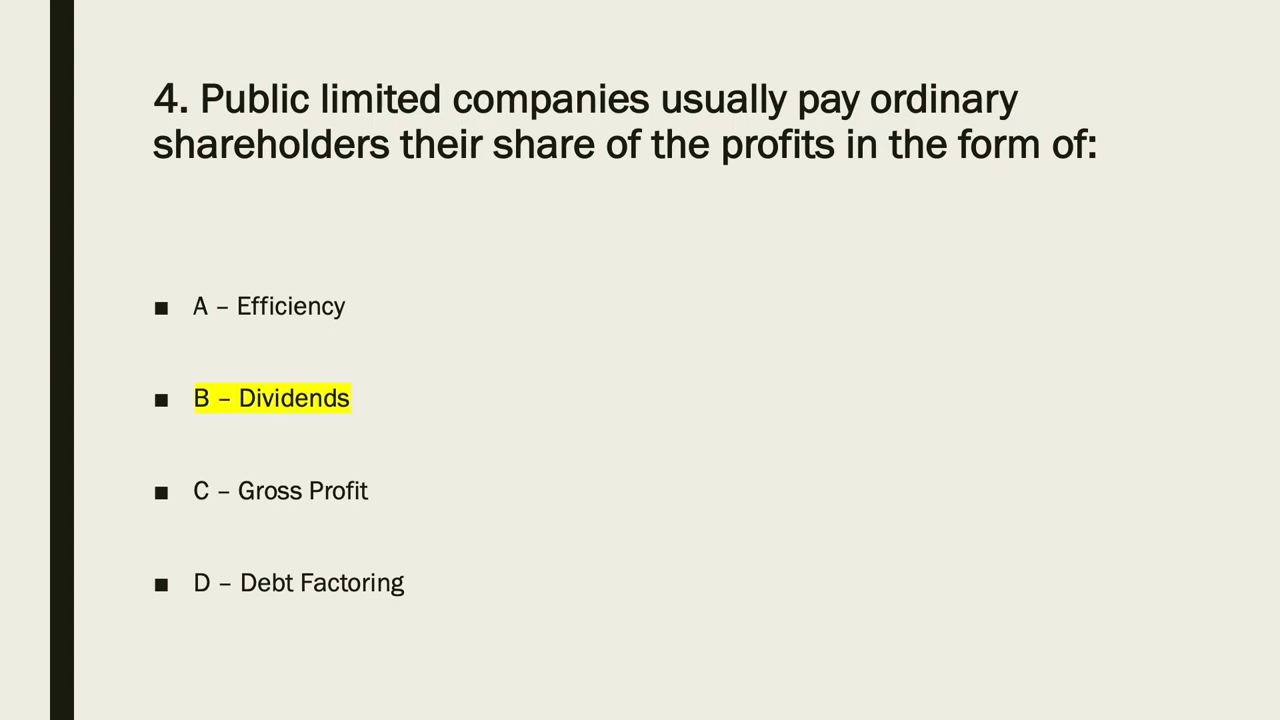 4. Public limited companies usually pay ordinary
shareholders their share of the profits in the form of:
■ A – Efficiency
■ B – Dividends
■ C – Gross Profit
■ D – Debt Factoring